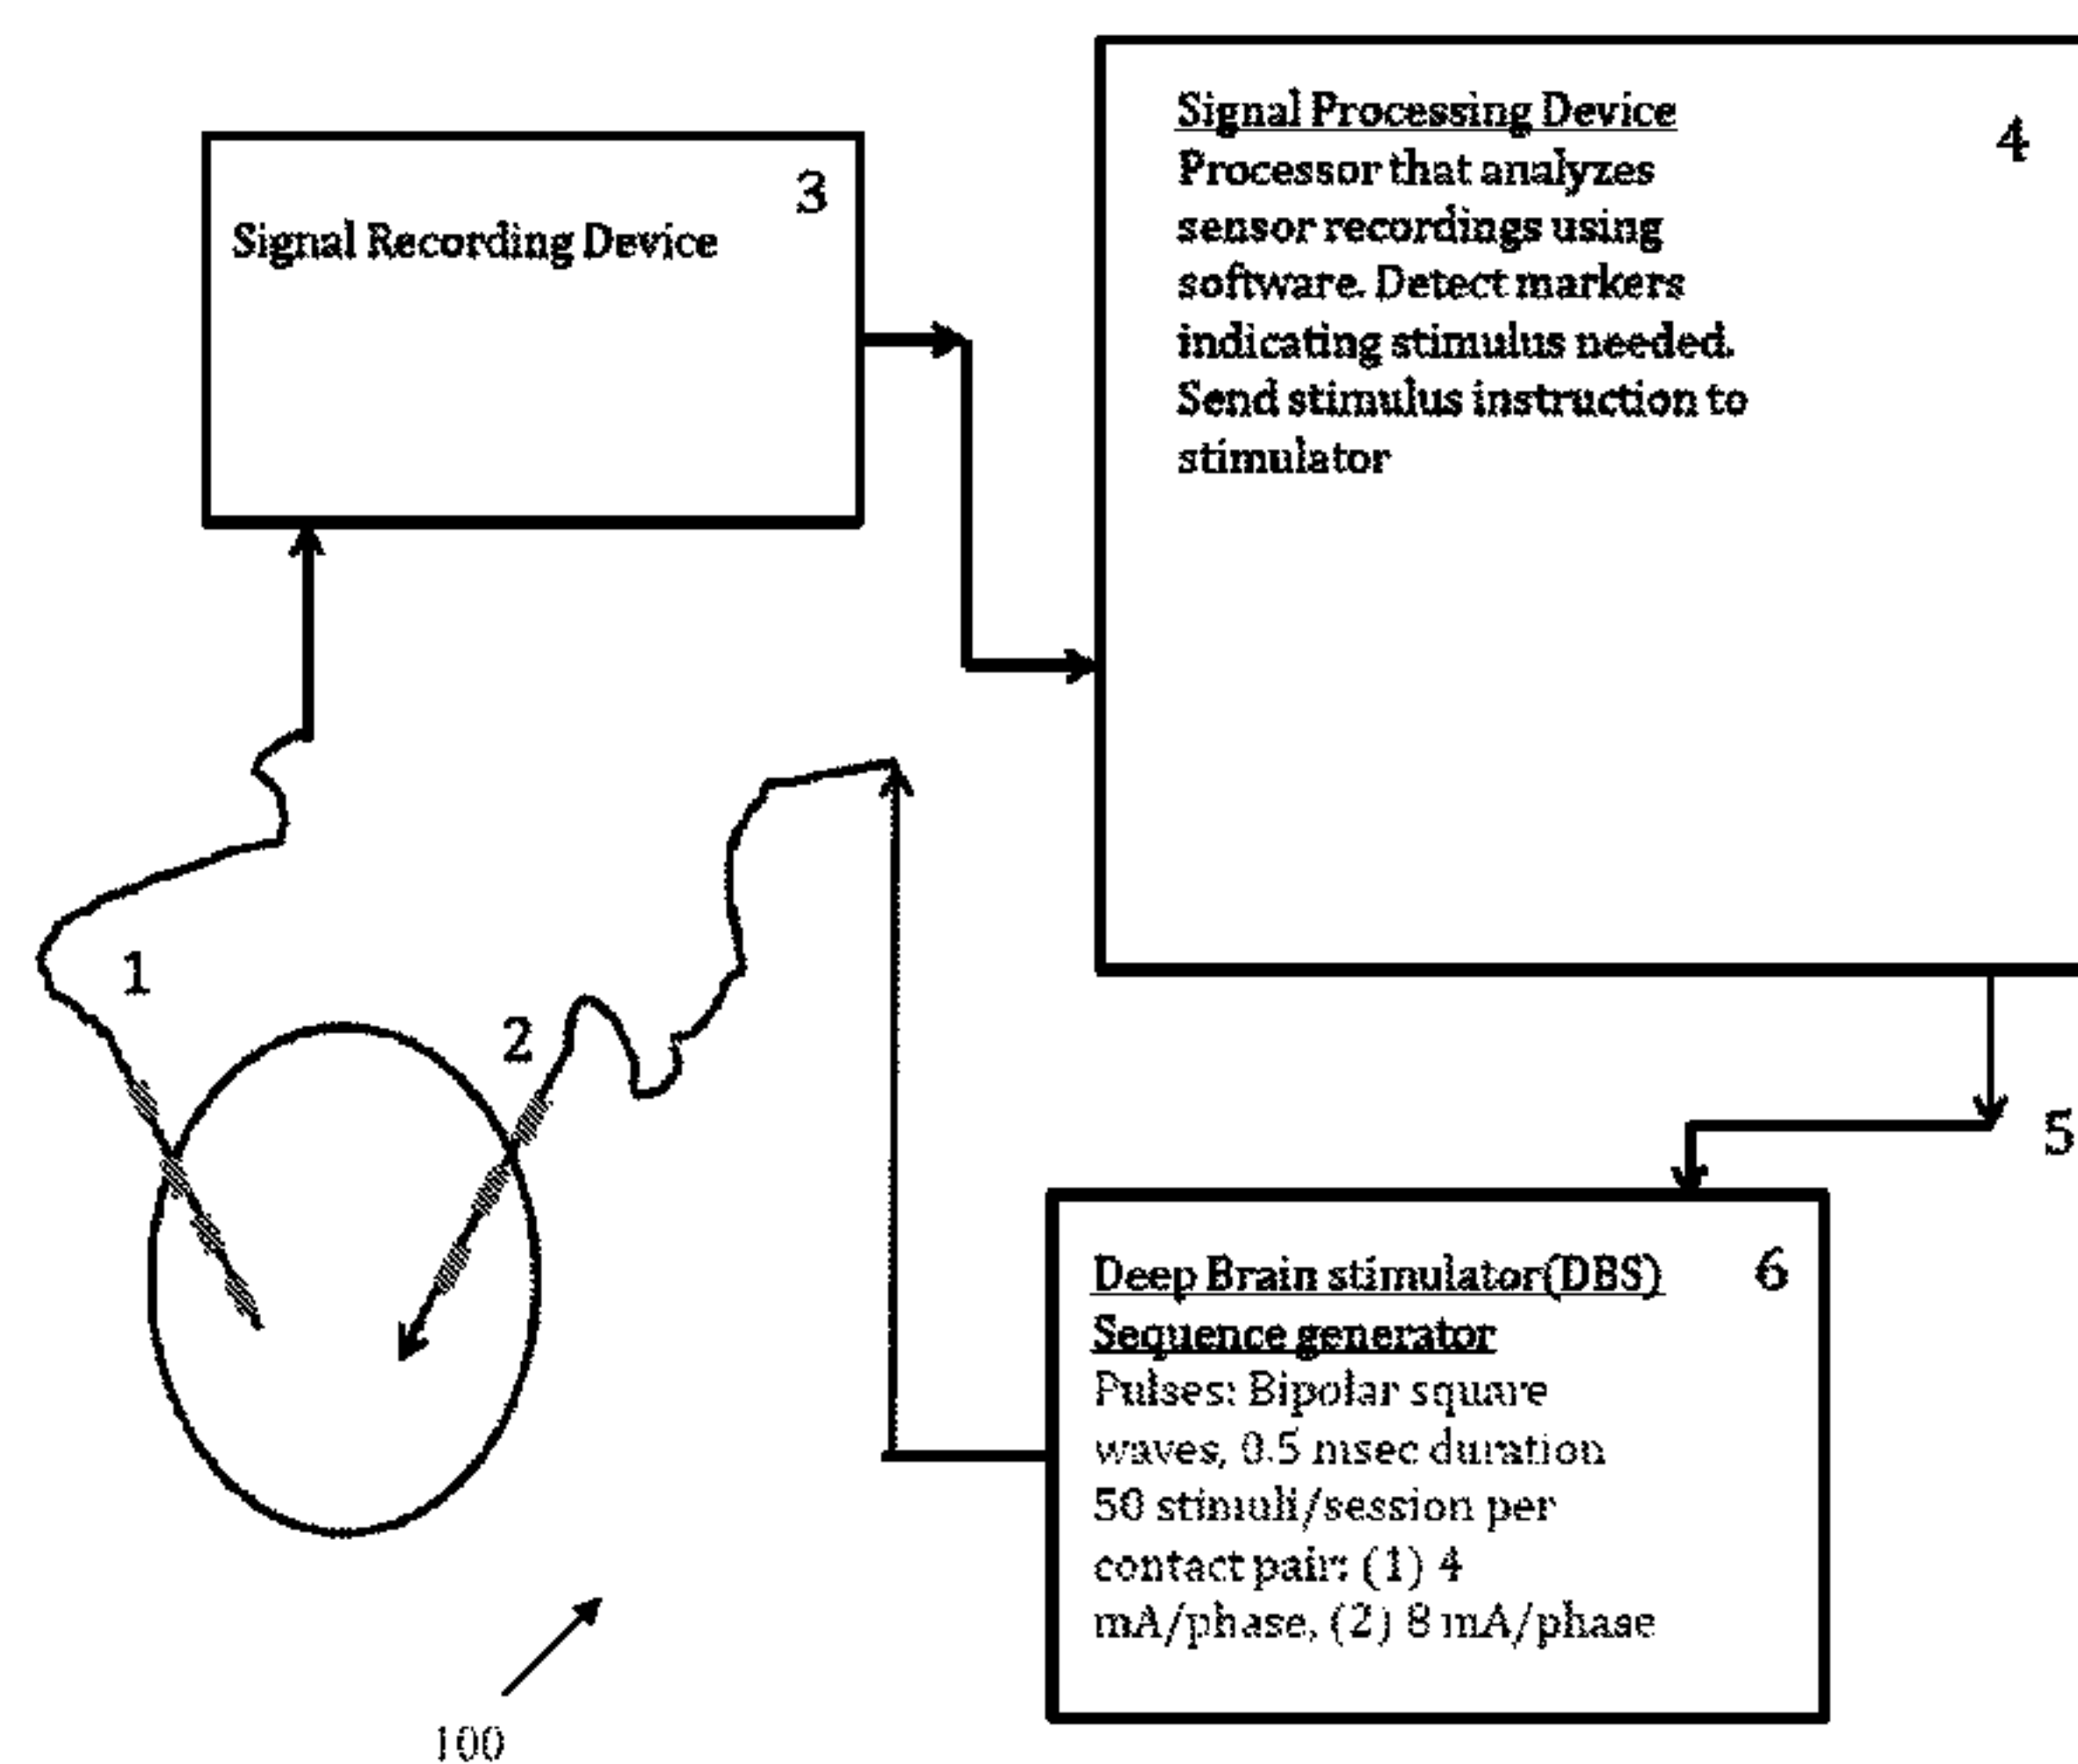 3
Signal Recording Device
4
Signal Processing Device
Processor that analyzes
sensor recordings using
software. Detect markers
indicating stimulus needed.
Send stimulus instruction to
stimulator
1
2
5
6
Deep Brain stimulator(DBS)
Sequence generator
Pulses: Bipolar square
waves, 0.5 msec duration
50 stimuli/session per
contact pair: (1) 4
mA/phase, (2) 8 mA/phase
100